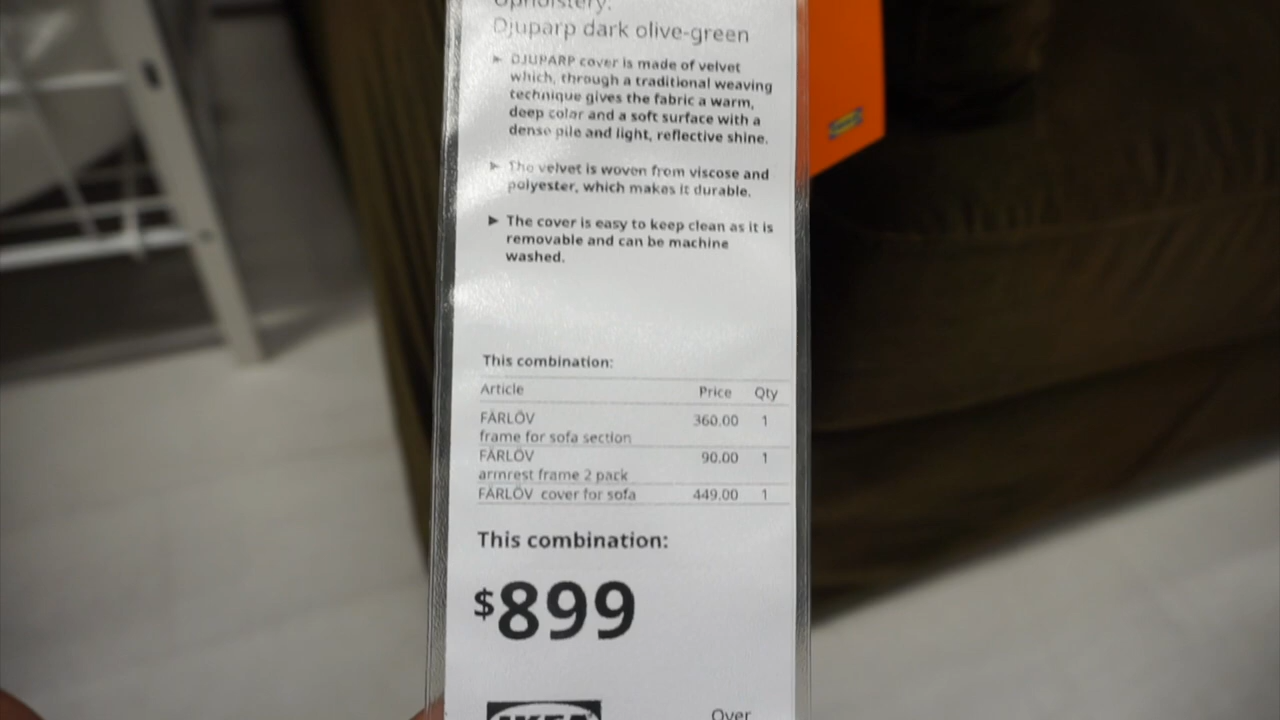 Upholstery:
Djuparp dark olive-green
► DJUPARP cover is made of velvet
which, through a traditional weaving
technique gives the fabric a warm,
deep color and a soft surface with a
dense pile and light, reflective shine.
► The velvet is woven from viscose and
polyester, which makes it durable.
► The cover is easy to keep clean as it is
removable and can be machine
washed.
This combination:
Article Price Qty
FÄRLÖV 360.00 1
frame for sofa section
FÄRLÖV 90.00 1
armrest frame 2 pack
FÄRLÖV cover for sofa 449.00 1
This combination:
$899
IKEA
Over